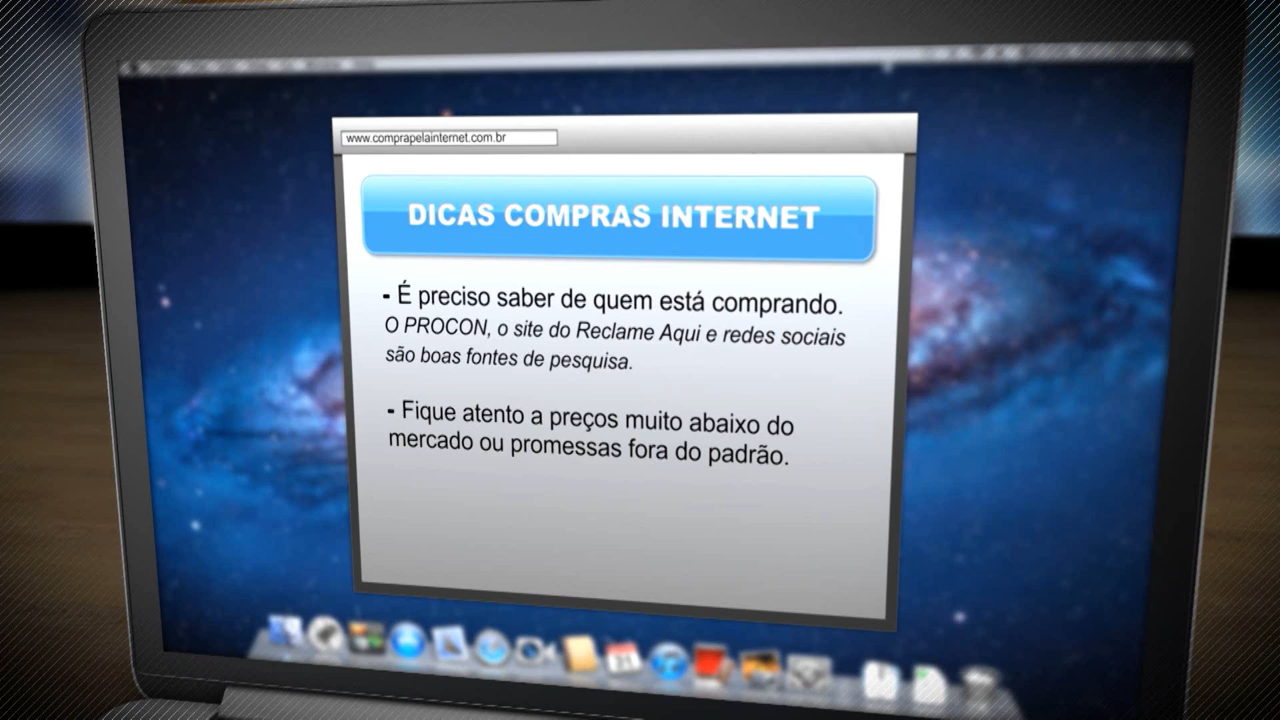 www.comprapelainternet.com.br
DICAS COMPRAS INTERNET
- É preciso saber de quem está comprando.
O PROCON, o site do Reclame Aqui e redes sociais
são boas fontes de pesquisa.
- Fique atento a preços muito abaixo do
mercado ou promessas fora do padrão.